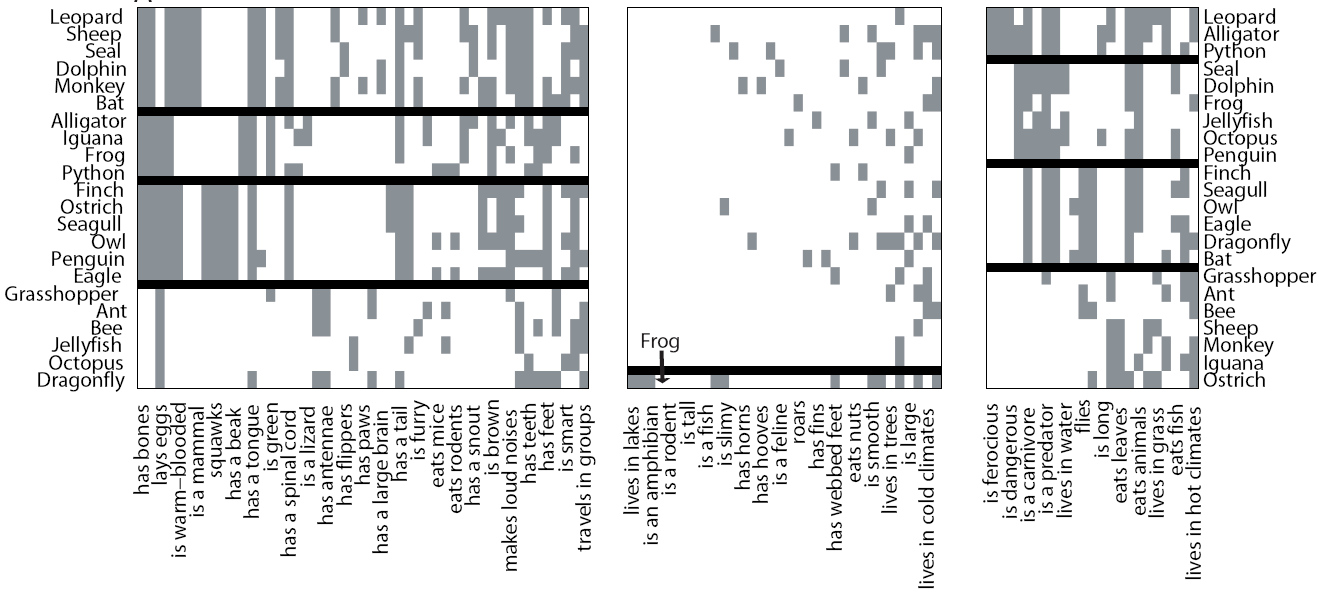 Leopard
Sheep
Seal
Dolphin
Monkey
Bat
Alligator
Iguana
Frog
Python
Finch
Ostrich
Seagull
Owl
Penguin
Eagle
Grasshopper
Ant
Bee
Jellyfish
Octopus
Dragonfly
has bones
lays eggs
is warm–blooded
is a mammal
squawks
has a beak
has a tongue
is green
has a spinal cord
is a lizard
has antennae
has flippers
has paws
has a large brain
has a tail
is furry
eats mice
eats rodents
has a snout
is brown
makes loud noises
has teeth
has feet
is smart
travels in groups
Frog
lives in lakes
is an amphibian
is a rodent
is tall
is a fish
is slimy
has horns
has hooves
is a feline
roars
has fins
has webbed feet
eats nuts
is smooth
lives in trees
is large
lives in cold climates
Leopard
Alligator
Python
Seal
Dolphin
Frog
Jellyfish
Octopus
Penguin
Finch
Seagull
Owl
Eagle
Dragonfly
Bat
Grasshopper
Ant
Bee
Sheep
Monkey
Iguana
Ostrich
is ferocious
is dangerous
is a carnivore
is a predator
lives in water
flies
is long
eats leaves
eats animals
lives in grass
eats fish
lives in hot climates